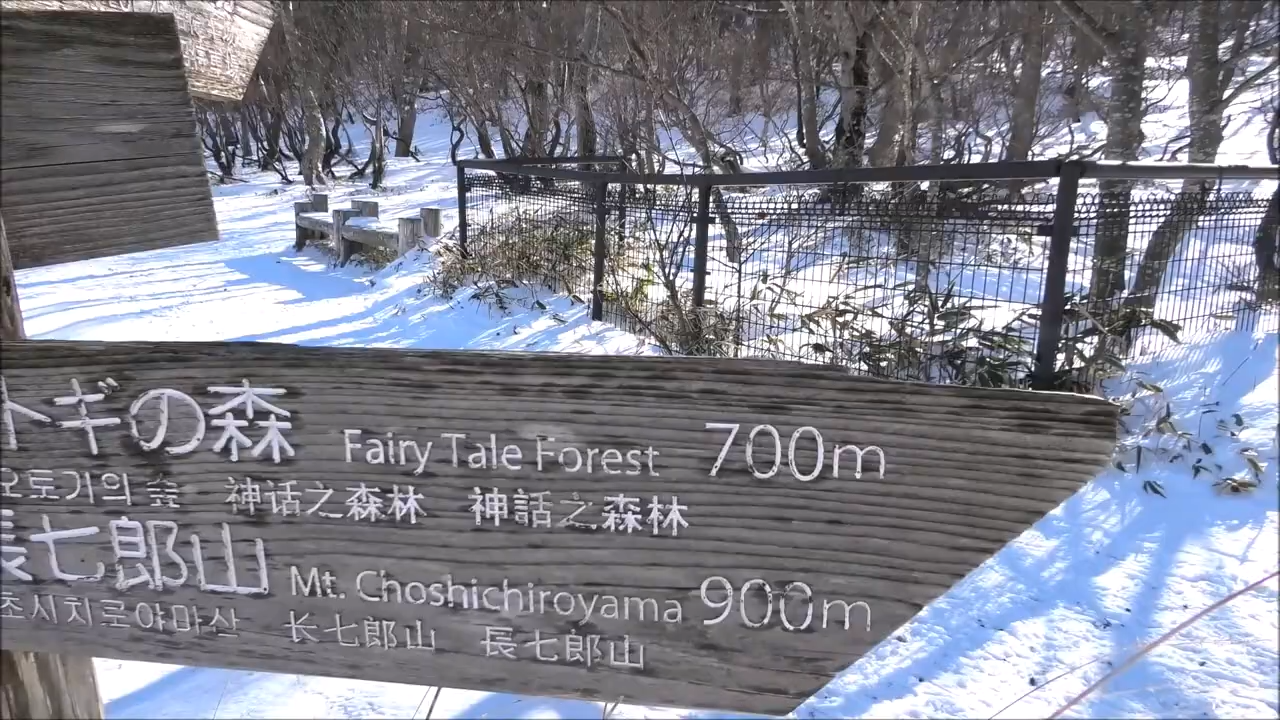 トギの森 Fairy Tale Forest 700m
오토기의 숲 神话之森林 神話之森林
長七郎山 Mt. Choshichiroyama 900m
초시치로야마산 长七郎山 長七郎山